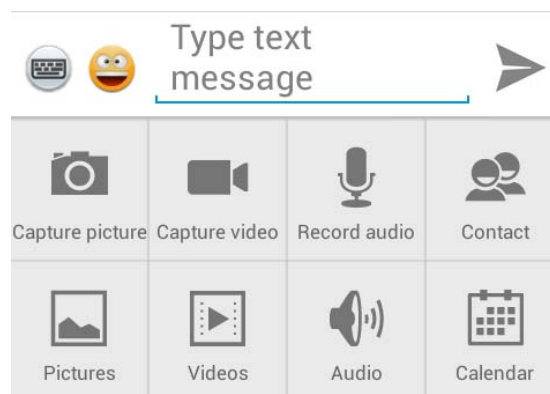 Type text
message
Capture picture
Capture video
Record audio
Contact
Pictures
Videos
Audio
Calendar